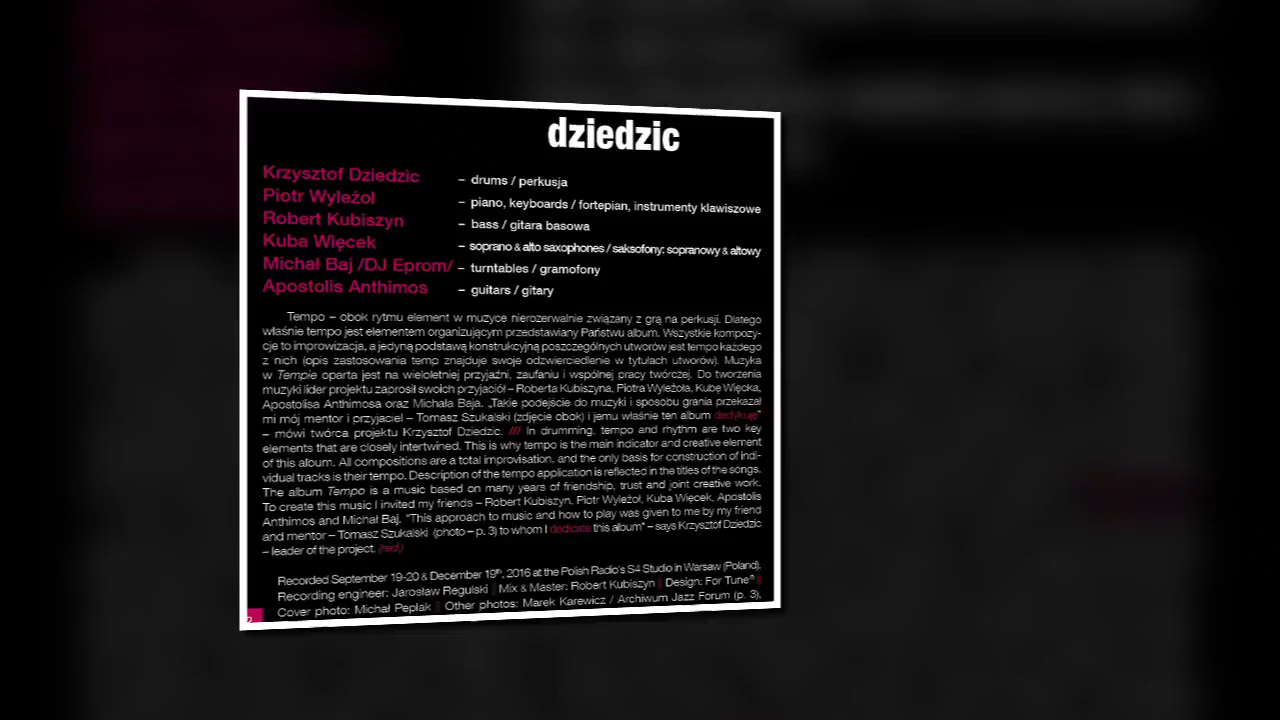 dziedzic
Krzysztof Dziedzic – drums / perkusja
Piotr Wyleżoł – piano, keyboards / fortepian, instrumenty klawiszowe
Robert Kubiszyn – bass / gitara basowa
Kuba Więcek – soprano & alto saxophones / saksofony: sopranowy & altowy
Michał Baj /DJ Eprom/ – turntables / gramofony
Apostolis Anthimos – guitars / gitary
Tempo – obok rytmu element w muzyce nierozerwalnie związany z grą na perkusji. Dlatego
właśnie tempo jest elementem organizującym przedstawiany Państwu album. Wszystkie kompozy-
cje to improwizacja, a jedyną podstawą konstrukcyjną poszczególnych utworów jest tempo każdego
z nich (opis zastosowania temp znajduje swoje odzwierciedlenie w tytułach utworów). Muzyka
w Tempie oparta jest na wieloletniej przyjaźni, zaufaniu i wspólnej pracy twórczej. Do tworzenia
muzyki lider projektu zaprosił swoich przyjaciół – Roberta Kubiszyna, Piotra Wyleżoła, Kubę Więcka,
Apostolisa Anthimosa oraz Michała Baja. „Takie podejście do muzyki i sposobu grania przekazał
mi mój mentor i przyjaciel – Tomasz Szukalski (zdjęcie obok) i jemu właśnie ten album dedykuję”
– mówi twórca projektu Krzysztof Dziedzic. /// In drumming, tempo and rhythm are two key
elements that are closely intertwined. This is why tempo is the main indicator and creative element
of this album. All compositions are a total improvisation, and the only basis for construction of indi-
vidual tracks is their tempo. Description of the tempo application is reflected in the titles of the songs.
The album Tempo is a music based on many years of friendship, trust and joint creative work.
To create this music I invited my friends – Robert Kubiszyn, Piotr Wyleżoł, Kuba Więcek, Apostolis
Anthimos and Michał Baj. “This approach to music and how to play was given to me by my friend
and mentor – Tomasz Szukalski (photo – p. 3) to whom I dedicate this album” – says Krzysztof Dziedzic
– leader of the project. (red.)
Recorded September 19-20 & December 19th, 2016 at the Polish Radio's S4 Studio in Warsaw (Poland).
Recording engineer: Jarosław Regulski || Mix & Master: Robert Kubiszyn || Design: For Tune® ||
Cover photo: Michał Pepłak || Other photos: Marek Karewicz / Archiwum Jazz Forum (p. 3),
2